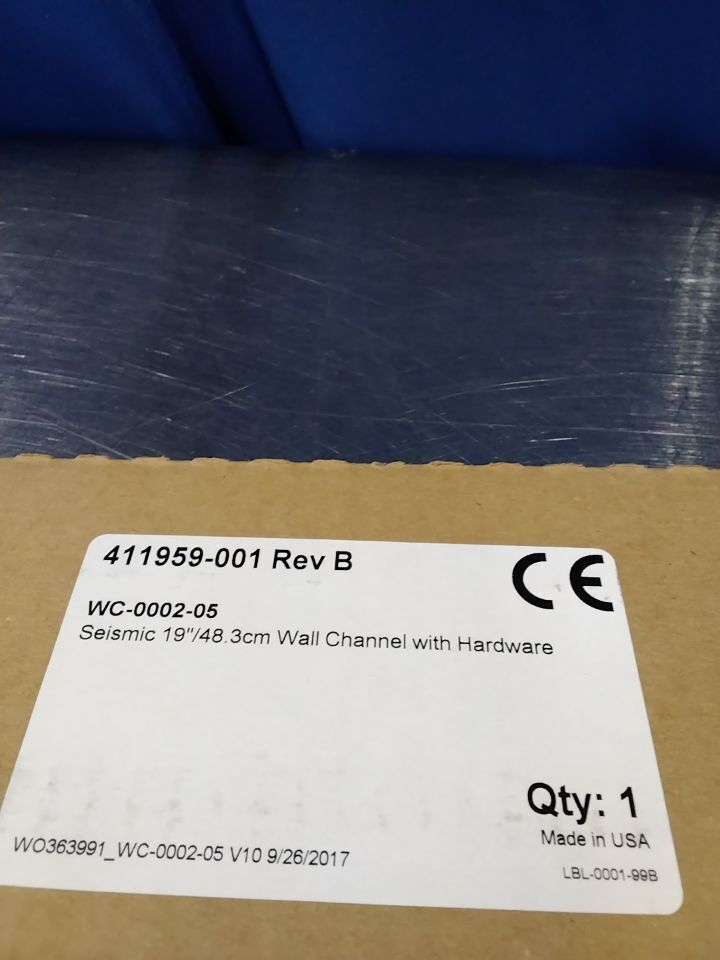 411959-001 Rev B
CE
WC-0002-05
Seismic 19"/48.3cm Wall Channel with Hardware
Qty: 1
Made in USA
WO363991_WC-0002-05 V10 9/26/2017
LBL-0001-99B